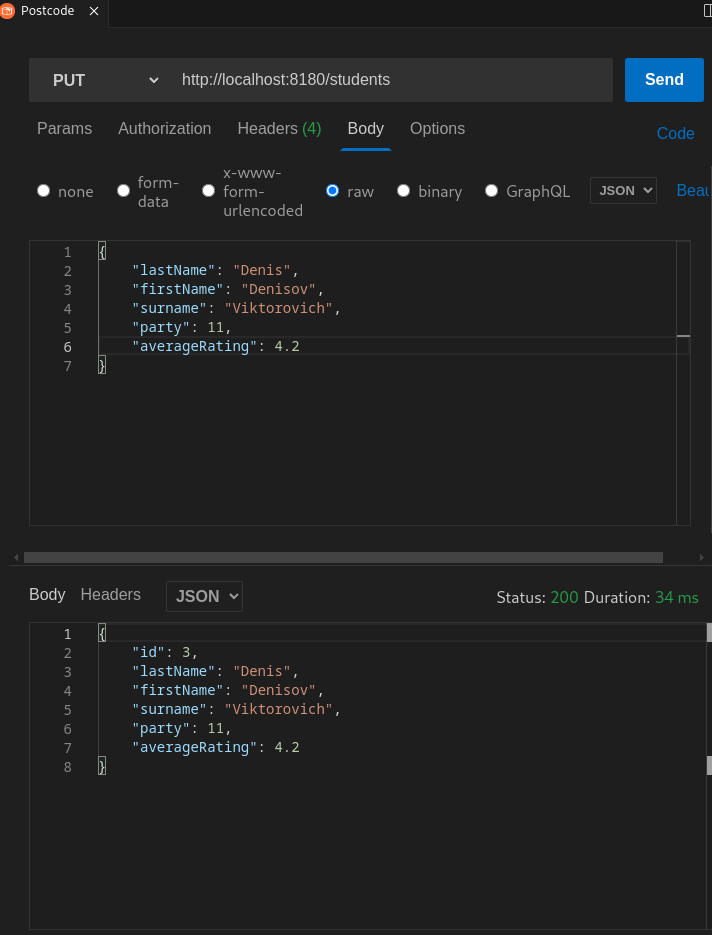 Postcode
PUT http://localhost:8180/students Send
Params Authorization Headers (4) Body Options Code
none form-data x-www-form-urlencoded raw binary GraphQL JSON Beau
1 {
2 "lastName": "Denis",
3 "firstName": "Denisov",
4 "surname": "Viktorovich",
5 "party": 11,
6 "averageRating": 4.2
7 }
Body Headers JSON Status: 200 Duration: 34 ms
1 {
2 "id": 3,
3 "lastName": "Denis",
4 "firstName": "Denisov",
5 "surname": "Viktorovich",
6 "party": 11,
7 "averageRating": 4.2
8 }